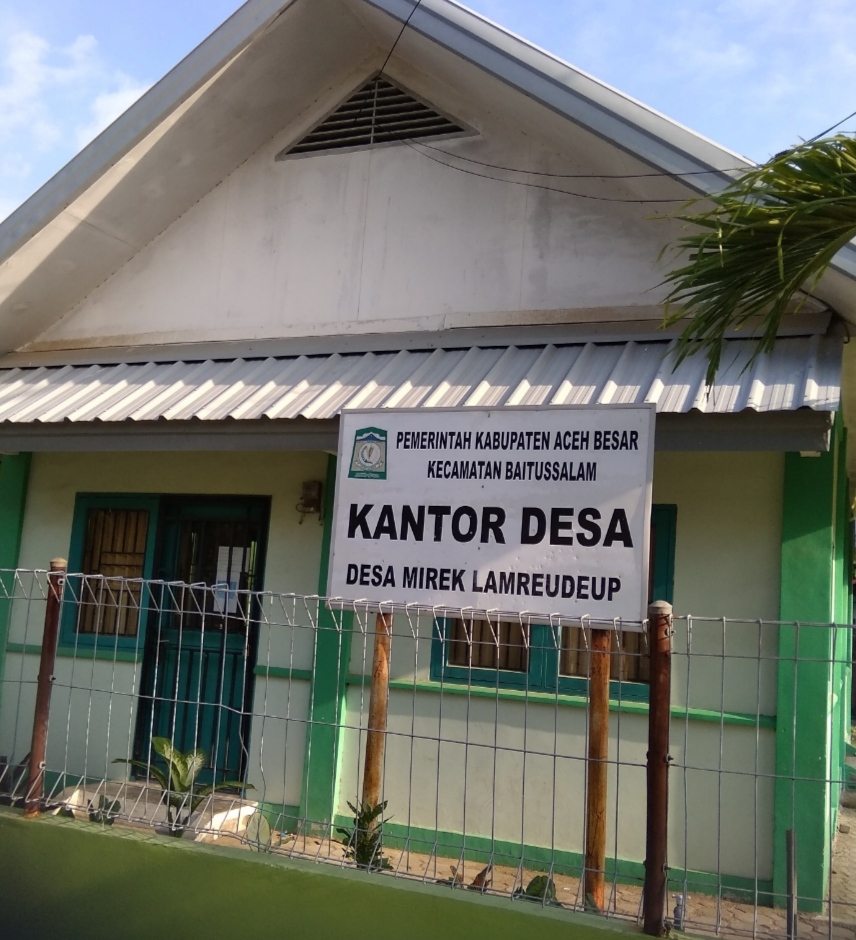 PEMERINTAH KABUPATEN ACEH BESAR
KECAMATAN BAITUSSALAM
KANTOR DESA
DESA MIREK LAMREUDEUP